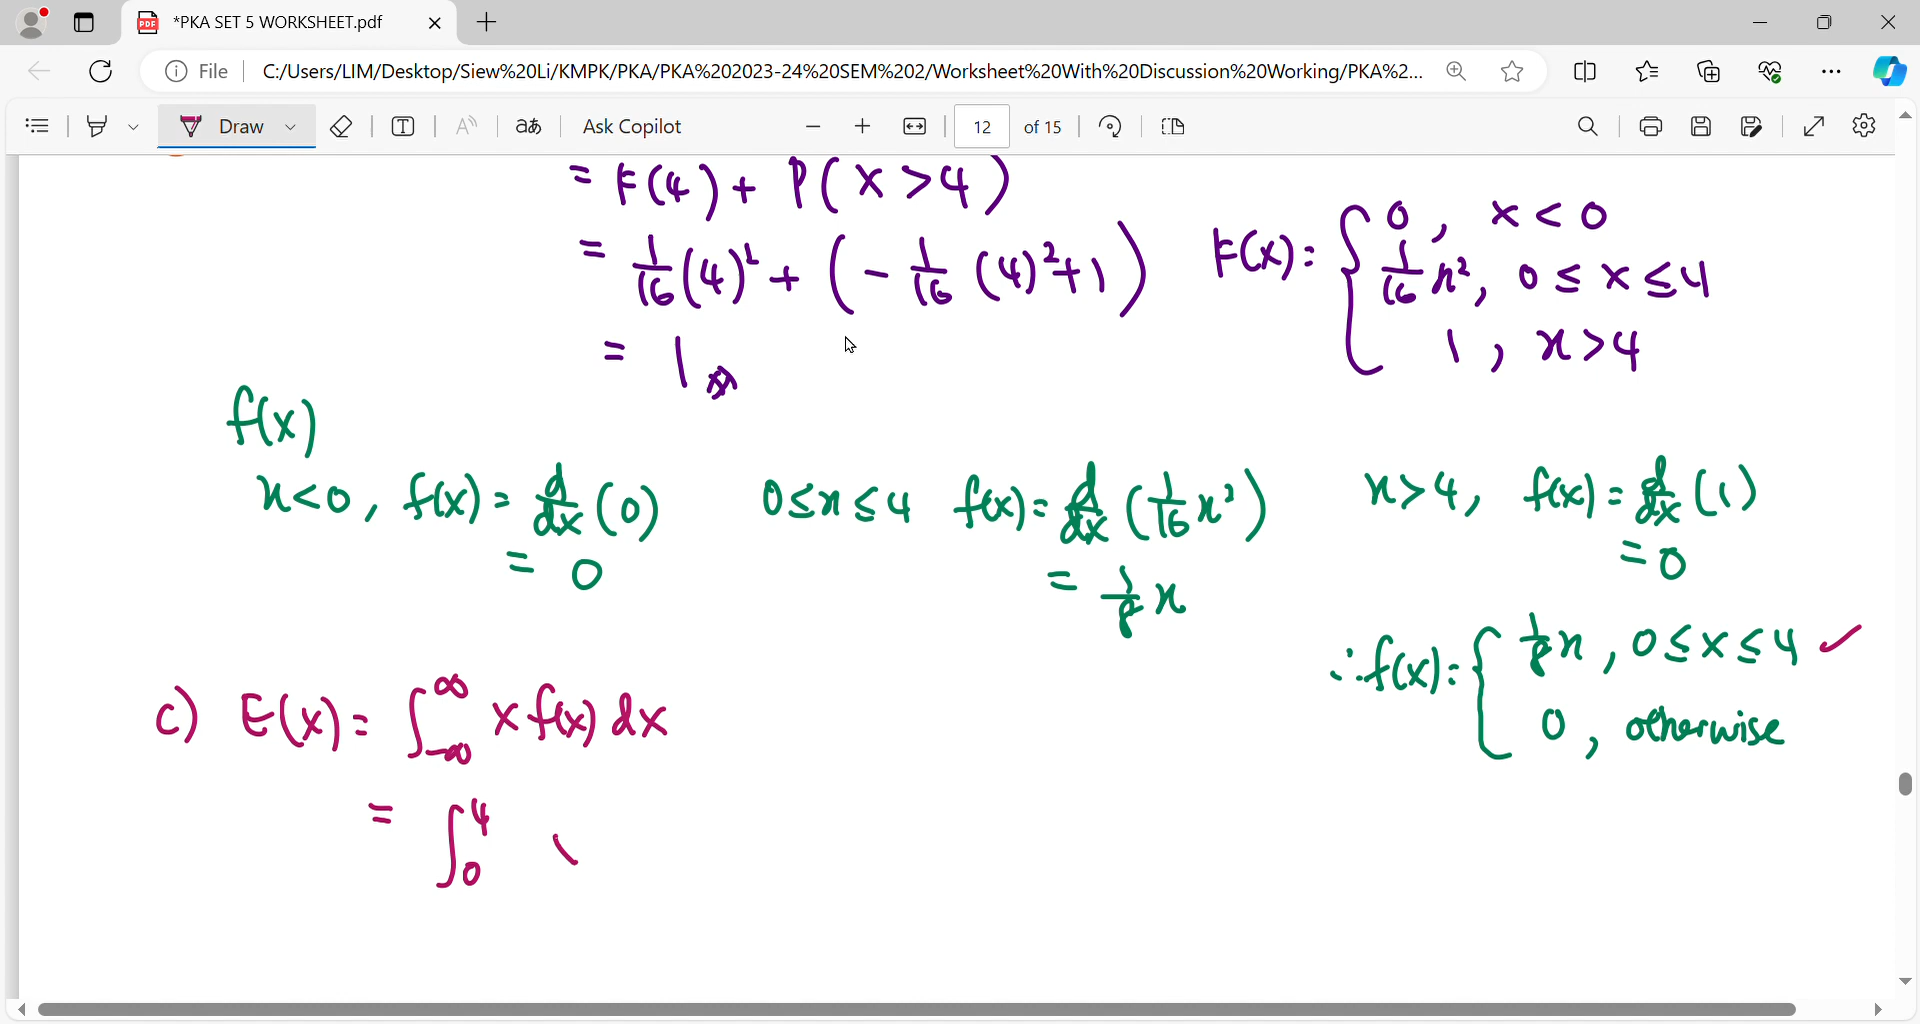 *PKA SET 5 WORKSHEET.pdf
File
C:/Users/LIM/Desktop/Siew%20Li/KMPK/PKA/PKA%202023-24%20SEM%202/Worksheet%20With%20Discussion%20Working/PKA%2...
Draw
Ask Copilot
12 of 15
= F(4) + P(X > 4)
= 1/16 (4)² + (- 1/16 (4)² + 1)
= 1
F(x) = { 0, x < 0
1/16 x², 0 ≤ x ≤ 4
1, x > 4
f(x)
x < 0, f(x) = d/dx (0)
= 0
0 ≤ x ≤ 4 f(x) = d/dx (1/16 x²)
= 1/8 x
x > 4, f(x) = d/dx (1)
= 0
∴ f(x) = { 1/8 x, 0 ≤ x ≤ 4 ✓
0, otherwise
c) E(X) = ∫_{-∞}^{∞} x f(x) dx
= ∫_0^4 \